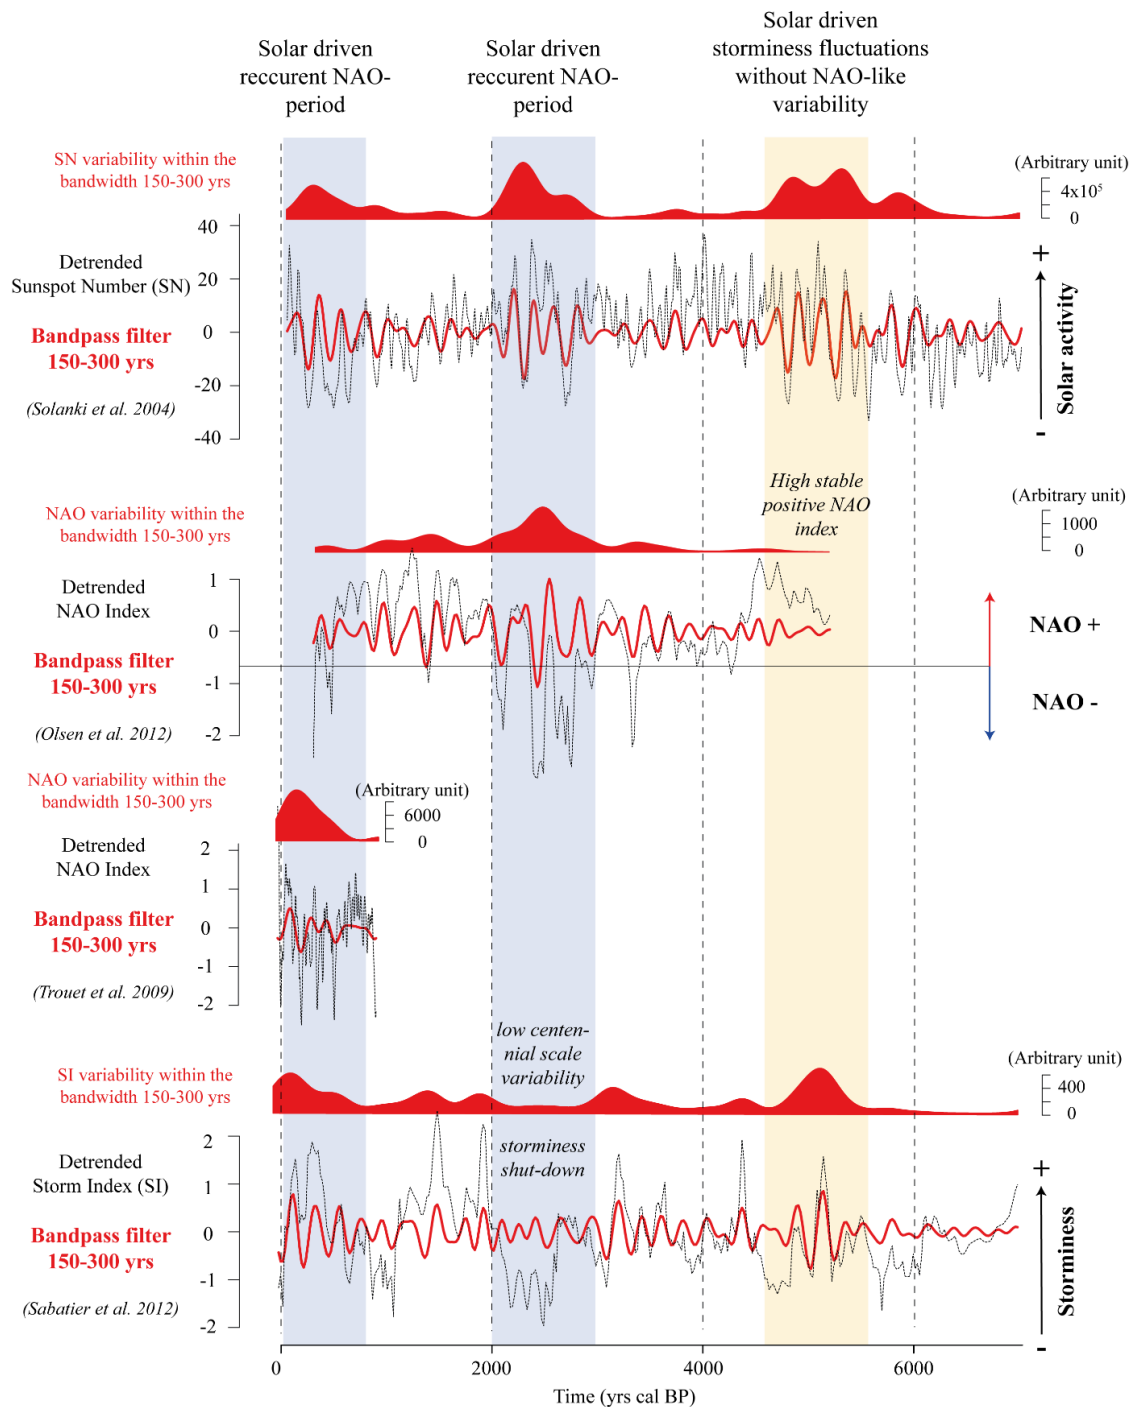 Solar driven
reccurent NAO-
period
Solar driven
reccurent NAO-
period
Solar driven
storminess fluctuations
without NAO-like
variability
SN variability within the
bandwidth 150-300 yrs
(Arbitrary unit)
4x10⁵
0
40
20
0
-20
-40
Detrended
Sunspot Number (SN)
Bandpass filter
150-300 yrs
(Solanki et al. 2004)
+
Solar activity
-
High stable
positive NAO
index
NAO variability within the
bandwidth 150-300 yrs
(Arbitrary unit)
1000
0
Detrended
NAO Index
1
0
-1
-2
Bandpass filter
150-300 yrs
(Olsen et al. 2012)
NAO +
NAO -
NAO variability within the
bandwidth 150-300 yrs
(Arbitrary unit)
6000
0
Detrended
NAO Index
2
1
0
-1
-2
Bandpass filter
150-300 yrs
(Trouet et al. 2009)
low centen-
nial scale
variability
SI variability within the
bandwidth 150-300 yrs
(Arbitrary unit)
400
0
storminess
shut-down
Detrended
Storm Index (SI)
2
1
0
-1
-2
Bandpass filter
150-300 yrs
(Sabatier et al. 2012)
+
Storminess
-
0
2000
4000
6000
Time (yrs cal BP)